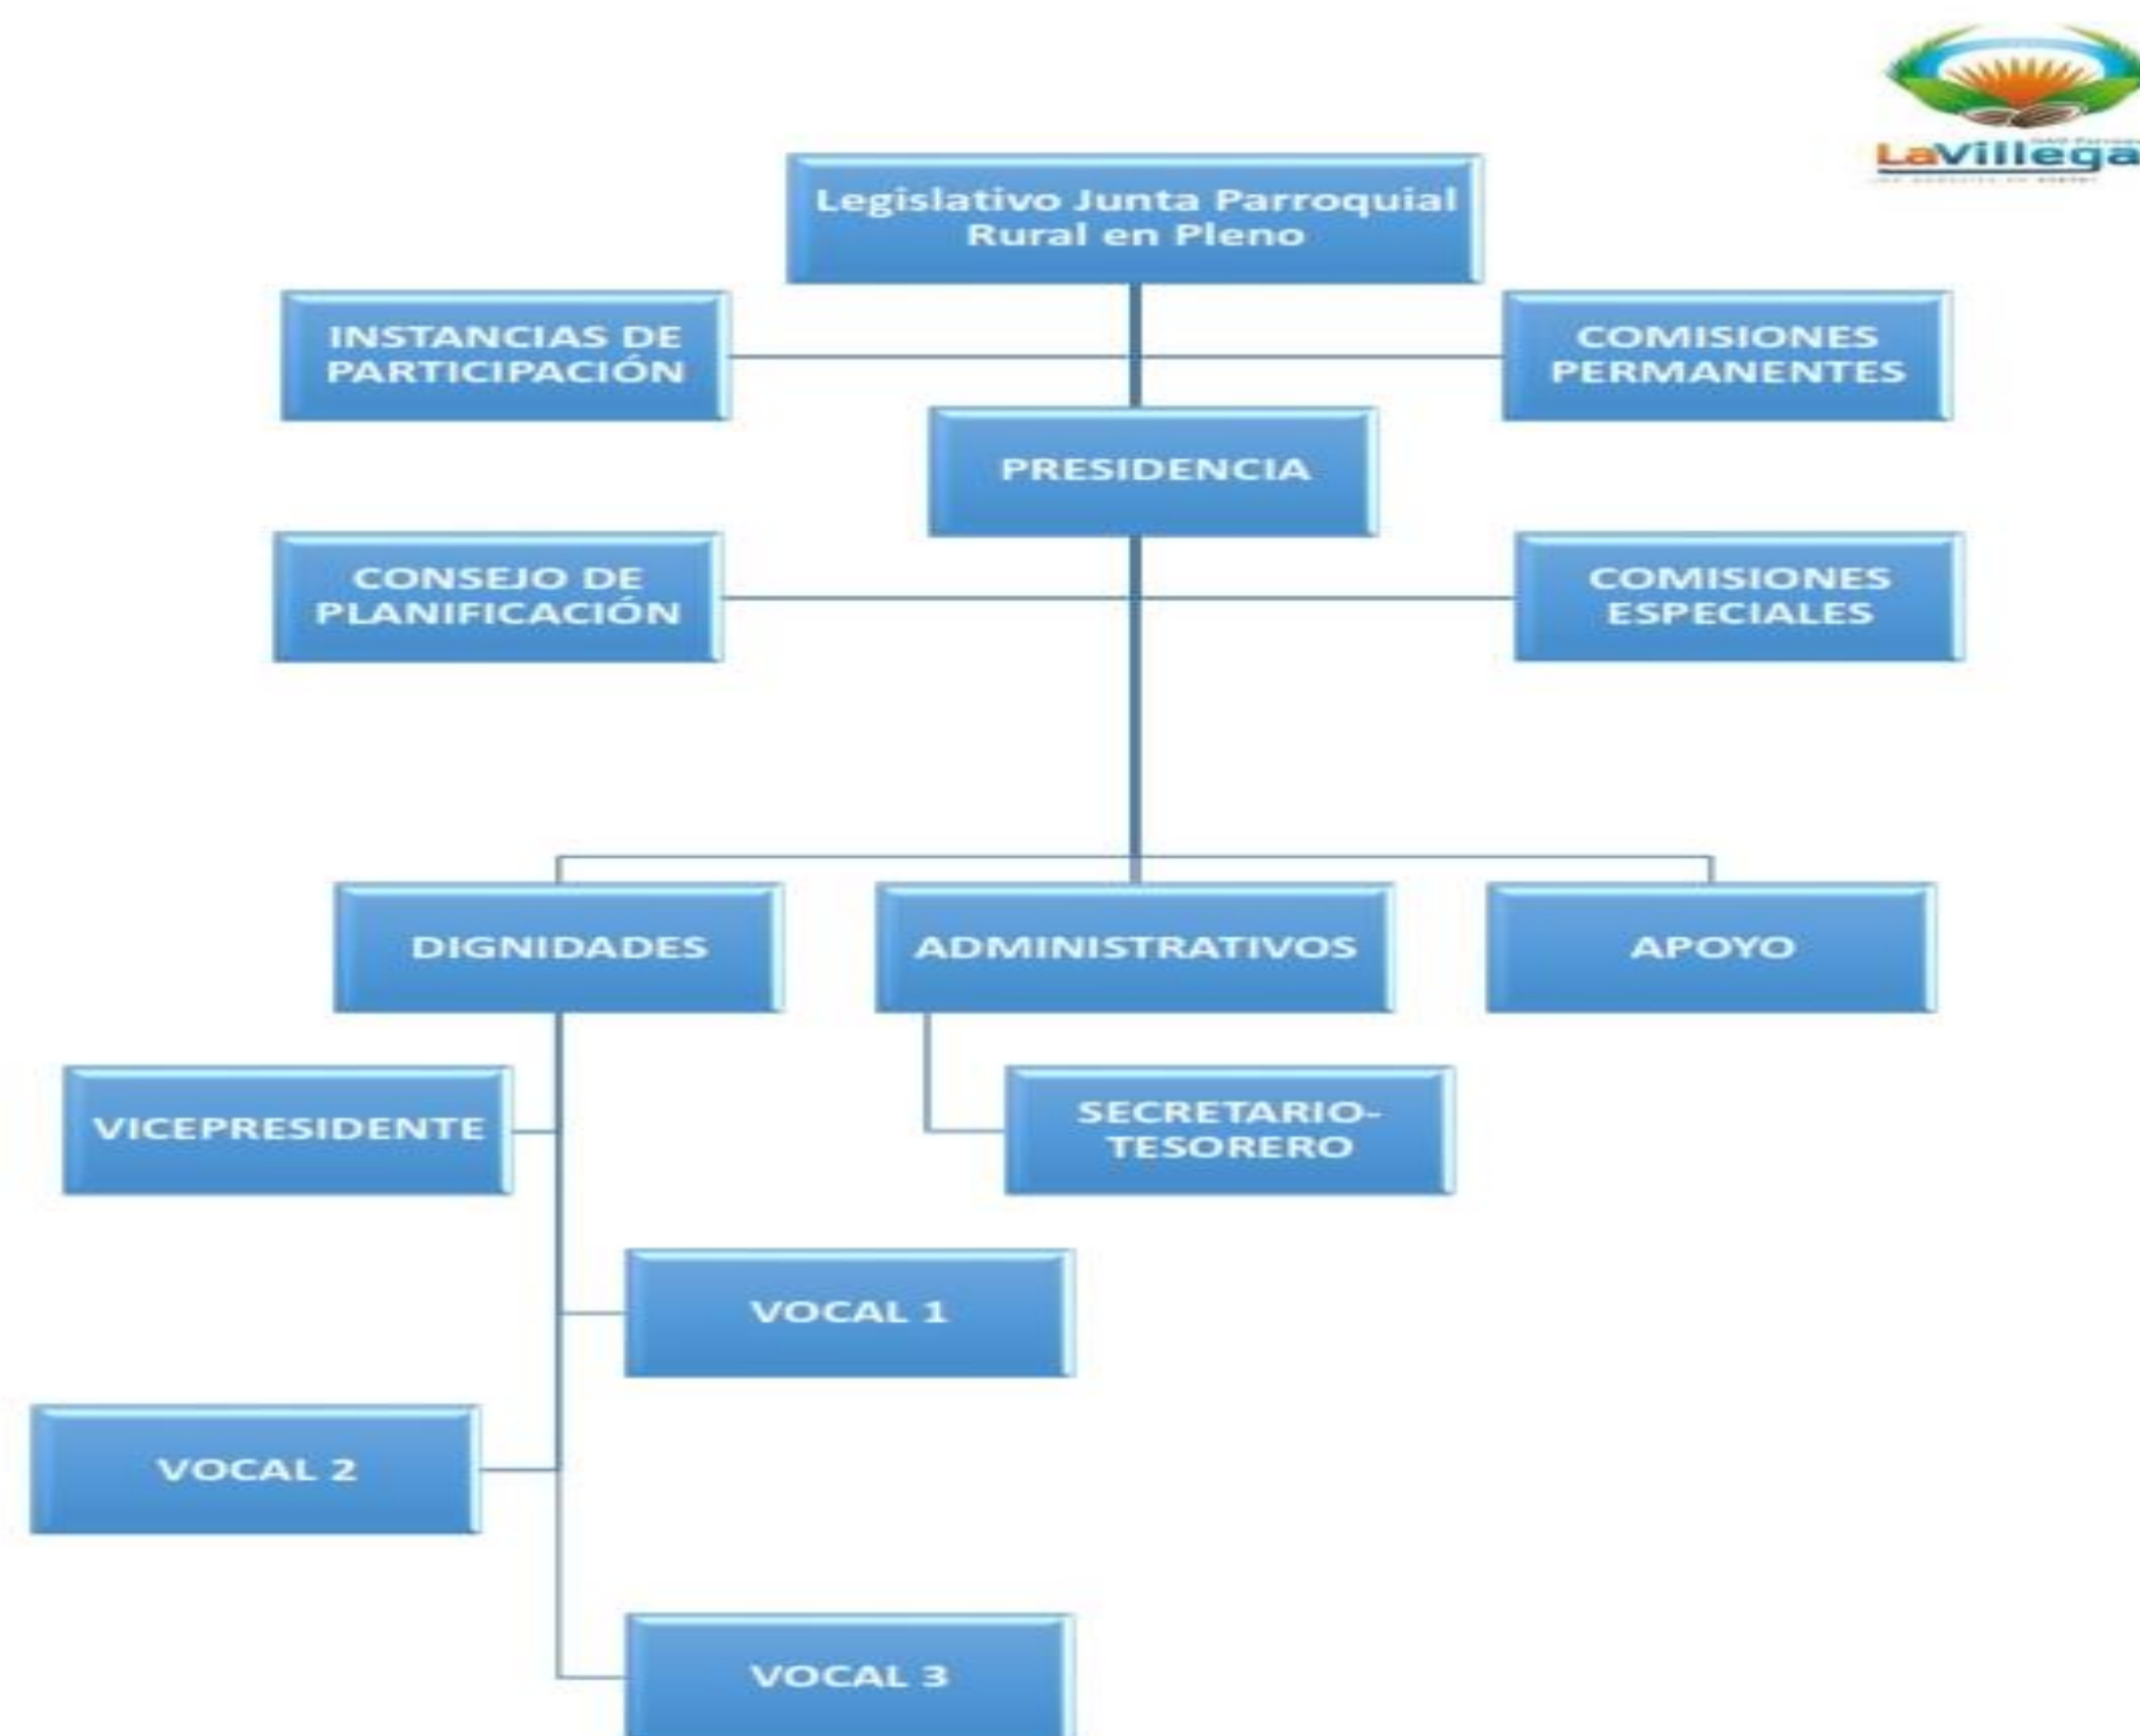 LaVillega
Legislativo Junta Parroquial
Rural en Pleno
INSTANCIAS DE
PARTICIPACIÓN
COMISIONES
PERMANENTES
PRESIDENCIA
CONSEJO DE
PLANIFICACIÓN
COMISIONES
ESPECIALES
DIGNIDADES
ADMINISTRATIVOS
APOYO
VICEPRESIDENTE
SECRETARIO-
TESORERO
VOCAL 1
VOCAL 2
VOCAL 3